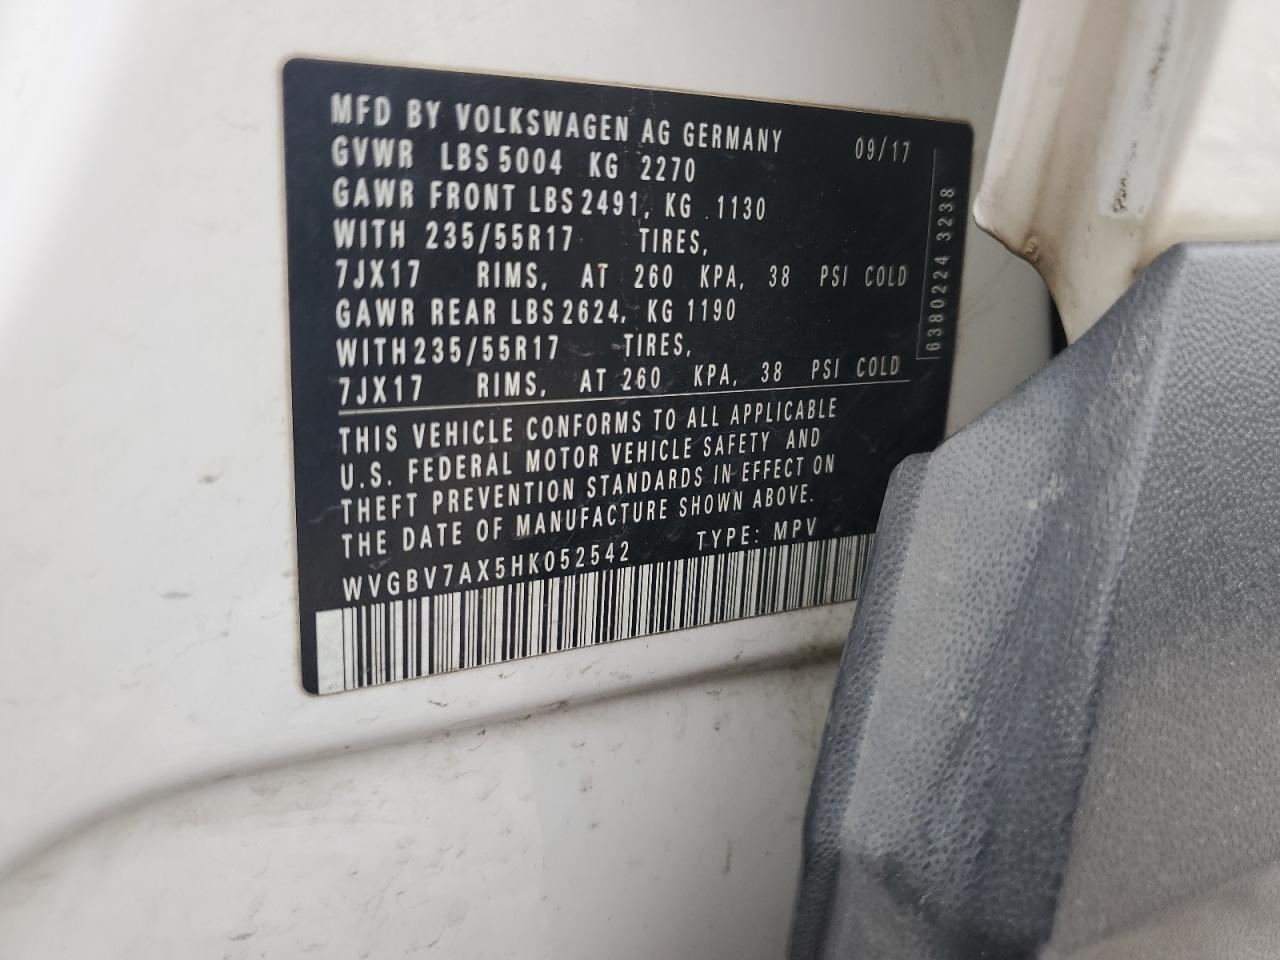 MFD BY VOLKSWAGEN AG GERMANY 09/17
GVWR LBS 5004 KG 2270
GAWR FRONT LBS 2491, KG 1130
WITH 235/55R17 TIRES,
7JX17 RIMS, AT 260 KPA, 38 PSI COLD
GAWR REAR LBS 2624, KG 1190
WITH 235/55R17 TIRES,
7JX17 RIMS, AT 260 KPA, 38 PSI COLD
THIS VEHICLE CONFORMS TO ALL APPLICABLE
U.S. FEDERAL MOTOR VEHICLE SAFETY AND
THEFT PREVENTION STANDARDS IN EFFECT ON
THE DATE OF MANUFACTURE SHOWN ABOVE.
WVGBV7AX5HK052542 TYPE: MPV
6380224 3238